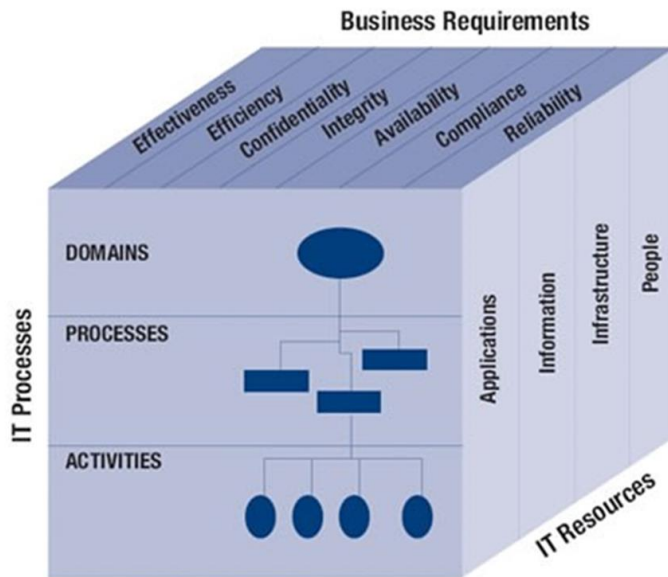 Business Requirements
Effectiveness
Efficiency
Confidentiality
Integrity
Availability
Compliance
Reliability
IT Processes
DOMAINS
PROCESSES
ACTIVITIES
Applications
Information
Infrastructure
People
IT Resources